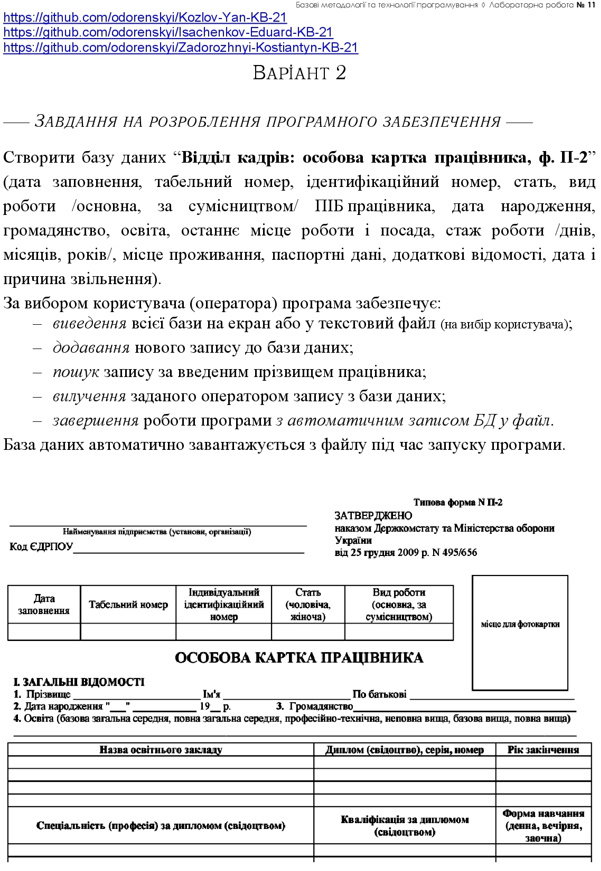 Базові методології та технології програмування ◊ Лабораторна робота № 11
https://github.com/odorenskyi/Kozlov-Yan-KB-21
https://github.com/odorenskyi/Isachenkov-Eduard-KB-21
https://github.com/odorenskyi/Zadorozhnyi-Kostiantyn-KB-21
ВАРІАНТ 2
—– ЗАВДАННЯ НА РОЗРОБЛЕННЯ ПРОГРАМНОГО ЗАБЕЗПЕЧЕННЯ —–
Створити базу даних “Відділ кадрів: особова картка працівника, ф. П-2”
(дата заповнення, табельний номер, ідентифікаційний номер, стать, вид
роботи /основна, за сумісництвом/ ПІБ працівника, дата народження,
громадянство, освіта, останнє місце роботи і посада, стаж роботи /днів,
місяців, років/, місце проживання, паспортні дані, додаткові відомості, дата і
причина звільнення).
За вибором користувача (оператора) програма забезпечує:
– виведення всієї бази на екран або у текстовий файл (на вибір користувача);
– додавання нового запису до бази даних;
– пошук запису за введеним прізвищем працівника;
– вилучення заданого оператором запису з бази даних;
– завершення роботи програми з автоматичним записом БД у файл.
База даних автоматично завантажується з файлу під час запуску програми.
Типова форма N П-2
ЗАТВЕРДЖЕНО
наказом Держкомстату та Міністерства оборони
України
від 25 грудня 2009 р. N 495/656
Найменування підприємства (установи, організації)
Код ЄДРПОУ
Дата
заповнення
Табельний номер
Індивідуальний
ідентифікаційний
номер
Стать
(чоловіча,
жіноча)
Вид роботи
(основна, за
сумісництвом)
місце для фотокартки
ОСОБОВА КАРТКА ПРАЦІВНИКА
І. ЗАГАЛЬНІ ВІДОМОСТІ
1. Прізвище ____ Ім'я ____ По батькові ____
2. Дата народження "___" ____ 19__ р. 3. Громадянство____
4. Освіта (базова загальна середня, повна загальна середня, професійно-технічна, неповна вища, базова вища, повна вища)
Назва освітнього закладу
Диплом (свідоцтво), серія, номер
Рік закінчення
Спеціальність (професія) за дипломом (свідоцтвом)
Кваліфікація за дипломом
(свідоцтвом)
Форма навчання
(денна, вечірня,
заочна)